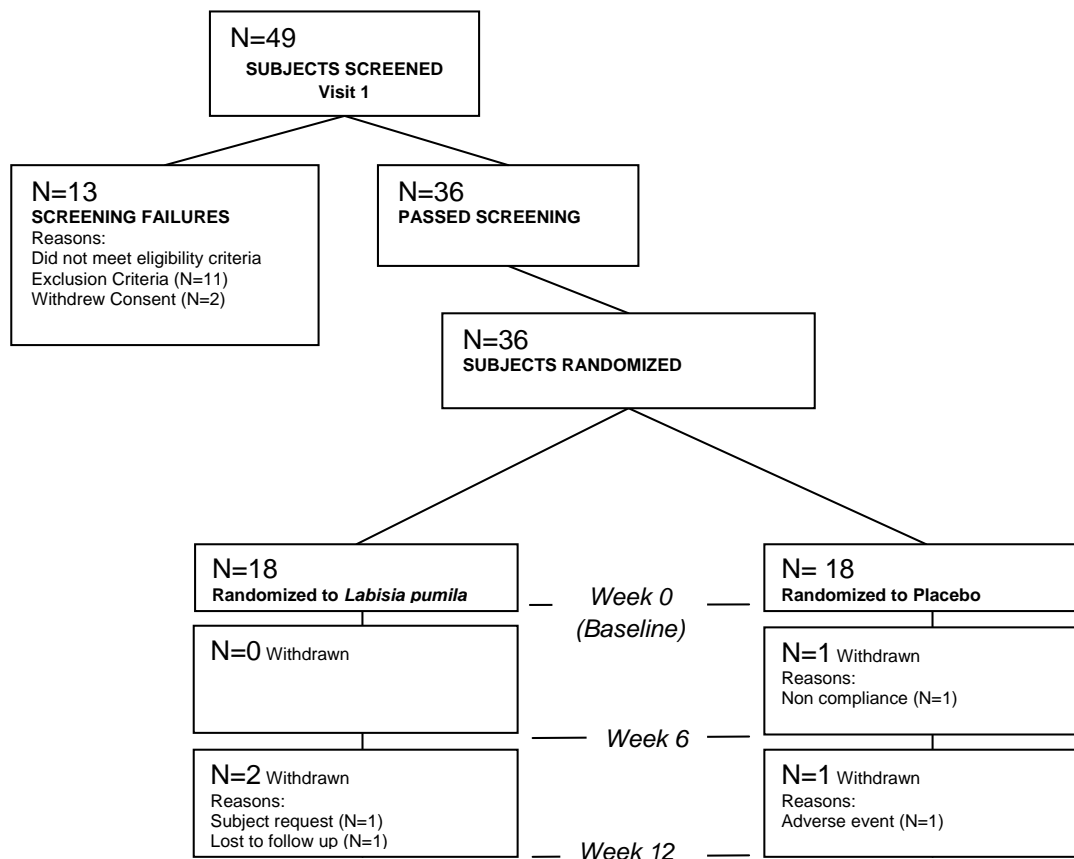 N=49
SUBJECTS SCREENED
Visit 1
N=13
SCREENING FAILURES
Reasons:
Did not meet eligibility criteria
Exclusion Criteria (N=11)
Withdrew Consent (N=2)
N=36
PASSED SCREENING
N=36
SUBJECTS RANDOMIZED
N=18
Randomized to Labisia pumila
Week 0
(Baseline)
N= 18
Randomized to Placebo
N=0 Withdrawn
N=1 Withdrawn
Reasons:
Non compliance (N=1)
Week 6
N=2 Withdrawn
Reasons:
Subject request (N=1)
Lost to follow up (N=1)
N=1 Withdrawn
Reasons:
Adverse event (N=1)
Week 12